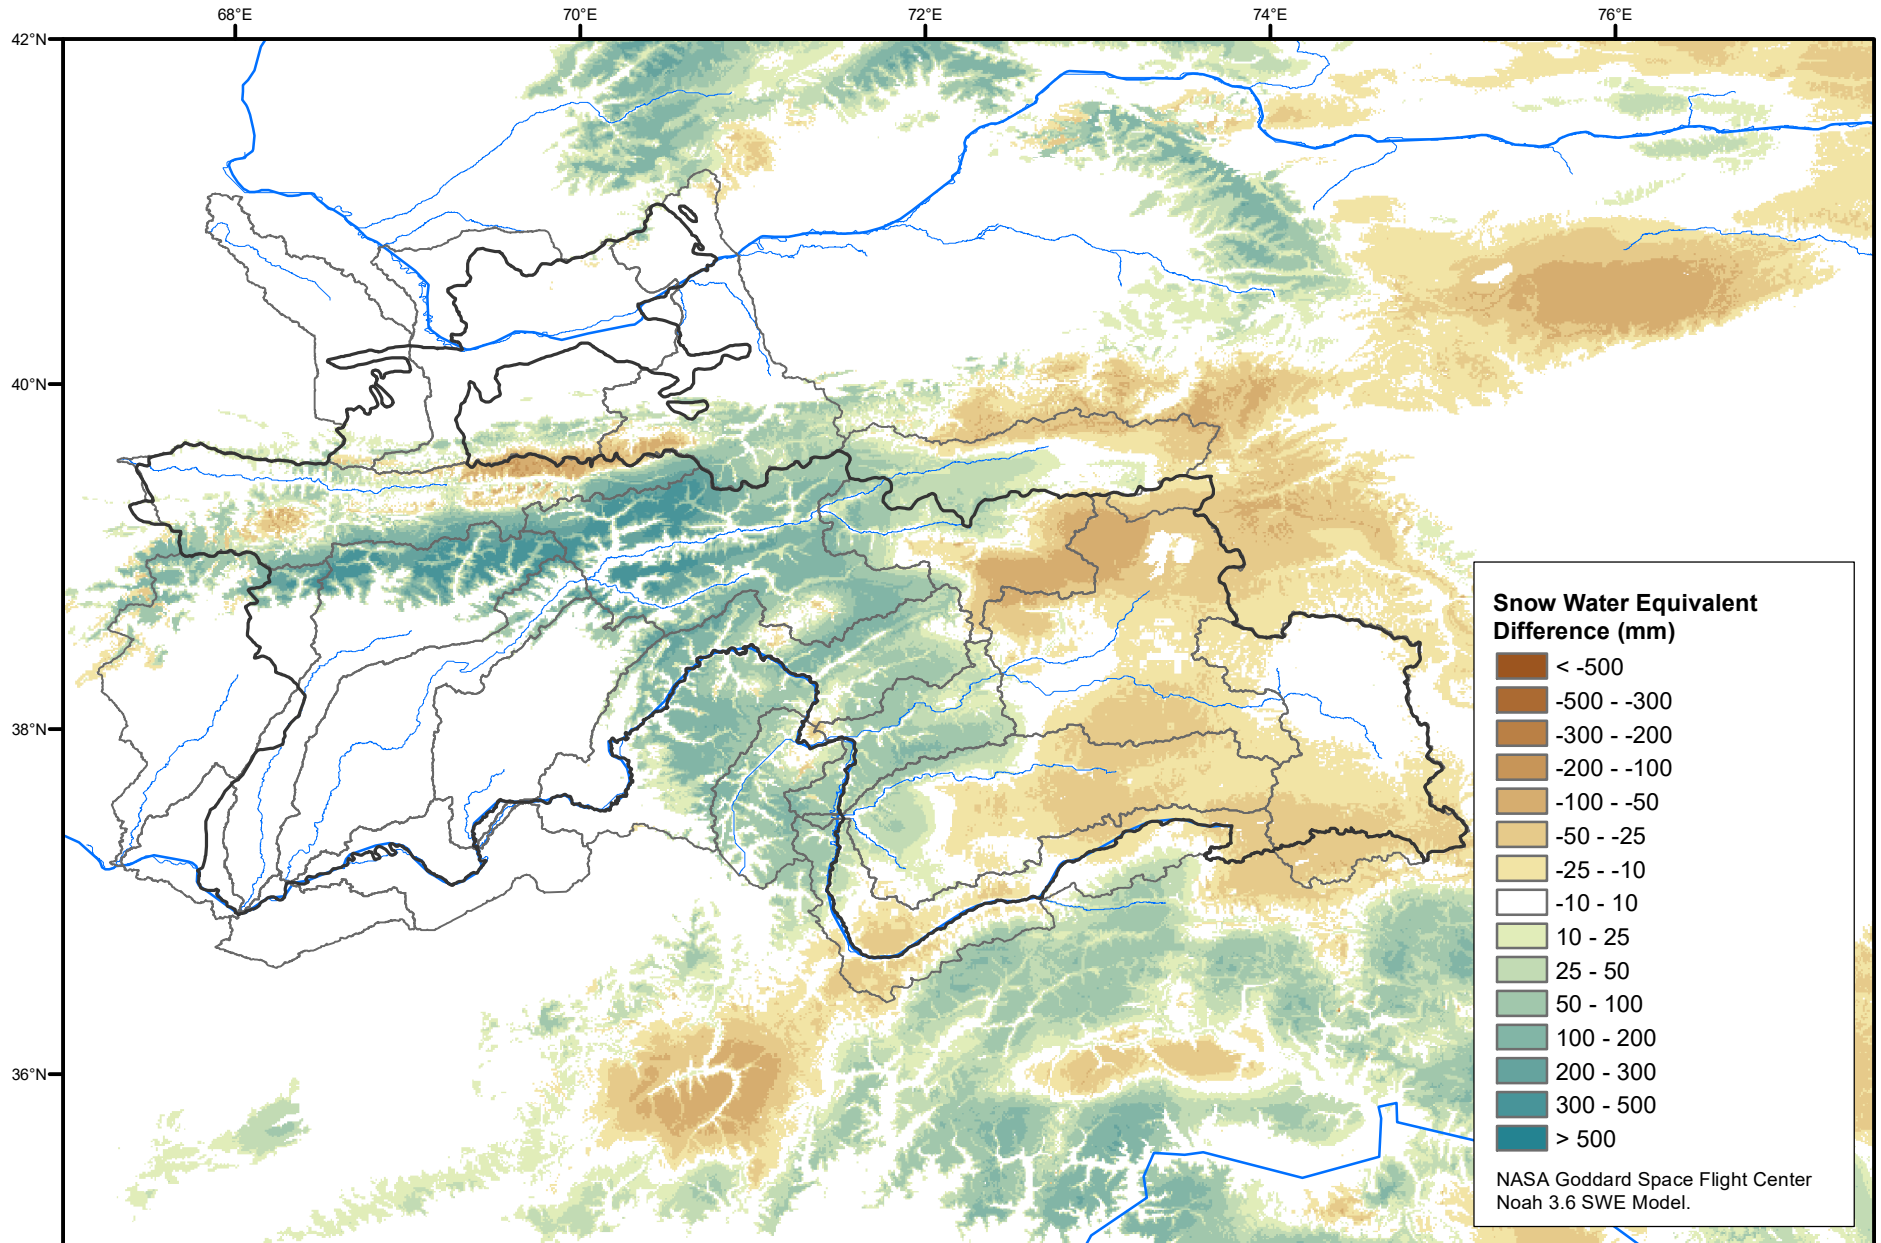 68°E
70°E
72°E
74°E
76°E
42°N
40°N
38°N
36°N
Snow Water Equivalent
Difference (mm)
< -500
-500 - -300
-300 - -200
-200 - -100
-100 - -50
-50 - -25
-25 - -10
-10 - 10
10 - 25
25 - 50
50 - 100
100 - 200
200 - 300
300 - 500
> 500
NASA Goddard Space Flight Center
Noah 3.6 SWE Model.